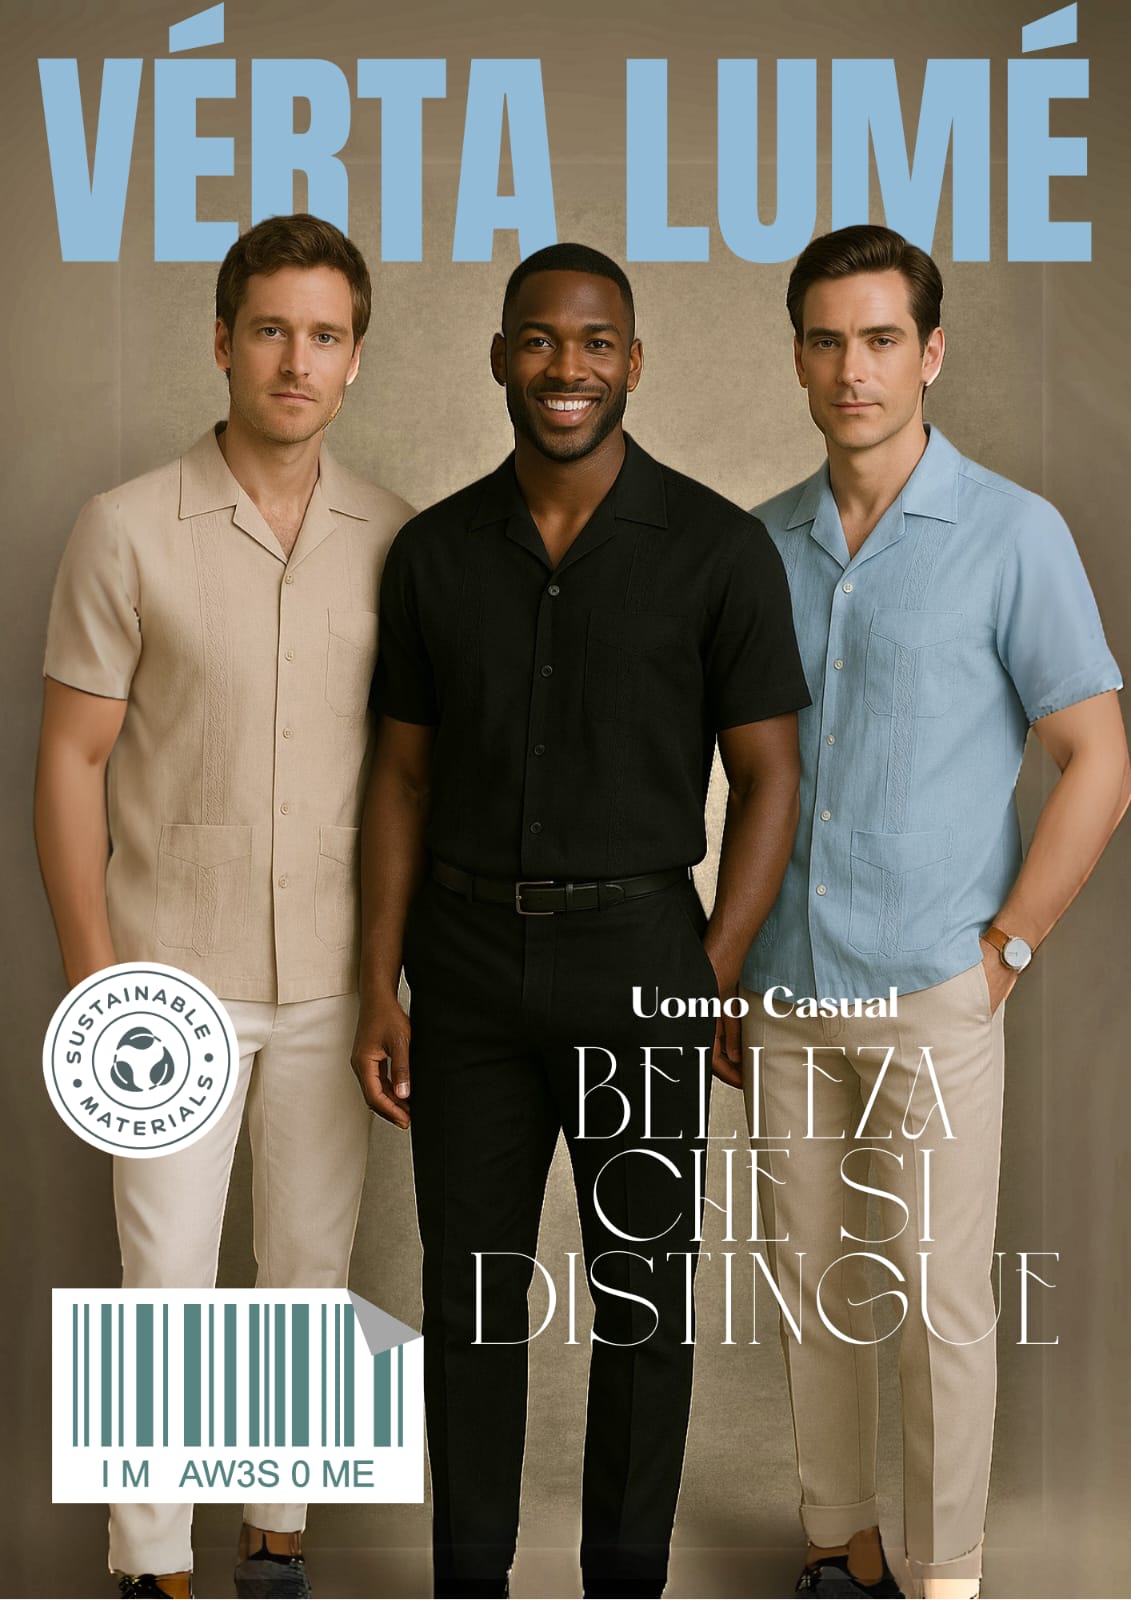 VÉRTA LUMÉ
Uomo Casual
BELLEZA
CHE SI
DISTINGUE
SUSTAINABLE
MATERIALS
I M AW3S 0 ME